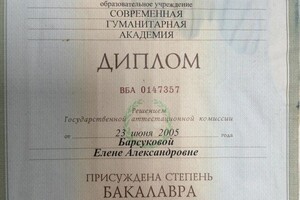 образовательное учреждение
СОВРЕМЕННАЯ
ГУМАНИТАРНАЯ
АКАДЕМИЯ
ДИПЛОМ
ВБА 0147357
Решением
Государственной аттестационной комиссии
от 23 июня 2005 года
Барсуковой
Елене Александровне
ПРИСУЖДЕНА СТЕПЕНЬ
БАКАЛАВРА